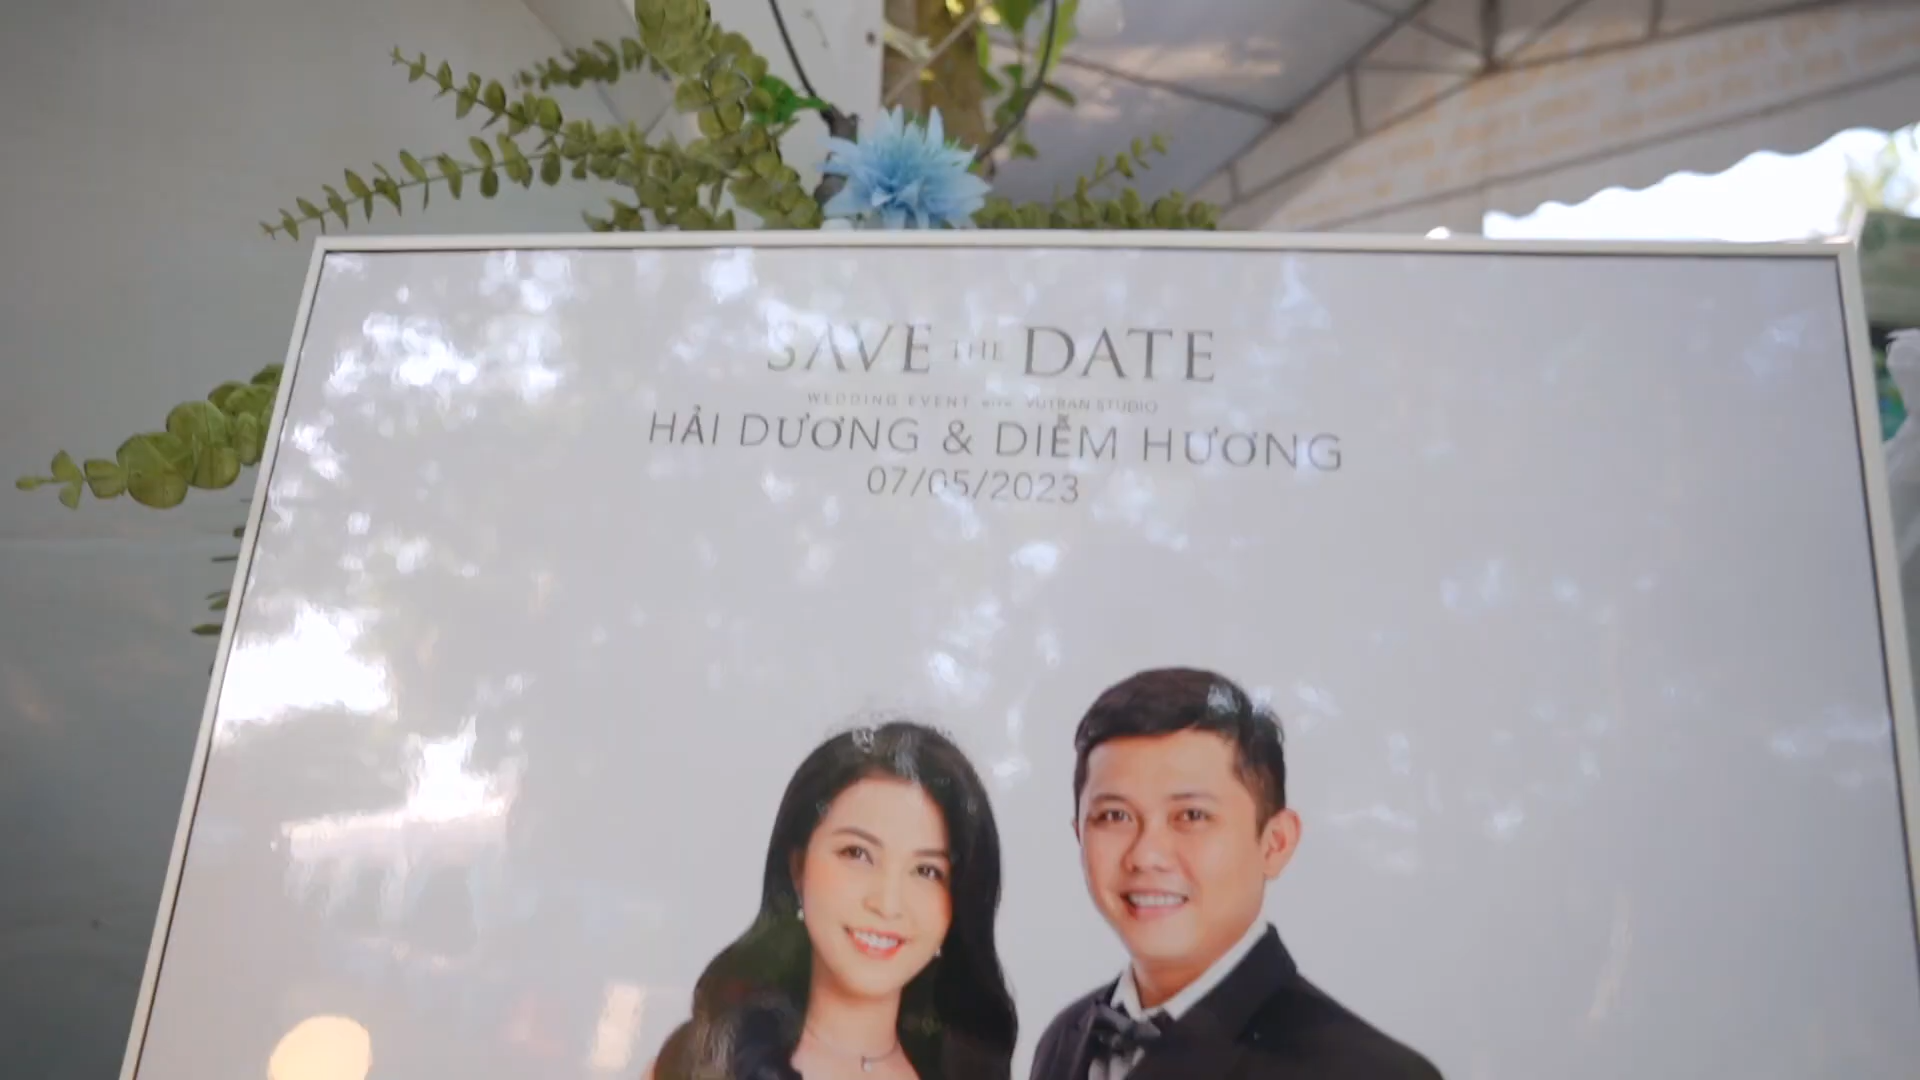 SAVE THE DATE
WEDDING EVENT with VUTRAN STUDIO
HẢI DƯƠNG & DIỄM HƯƠNG
07/05/2023